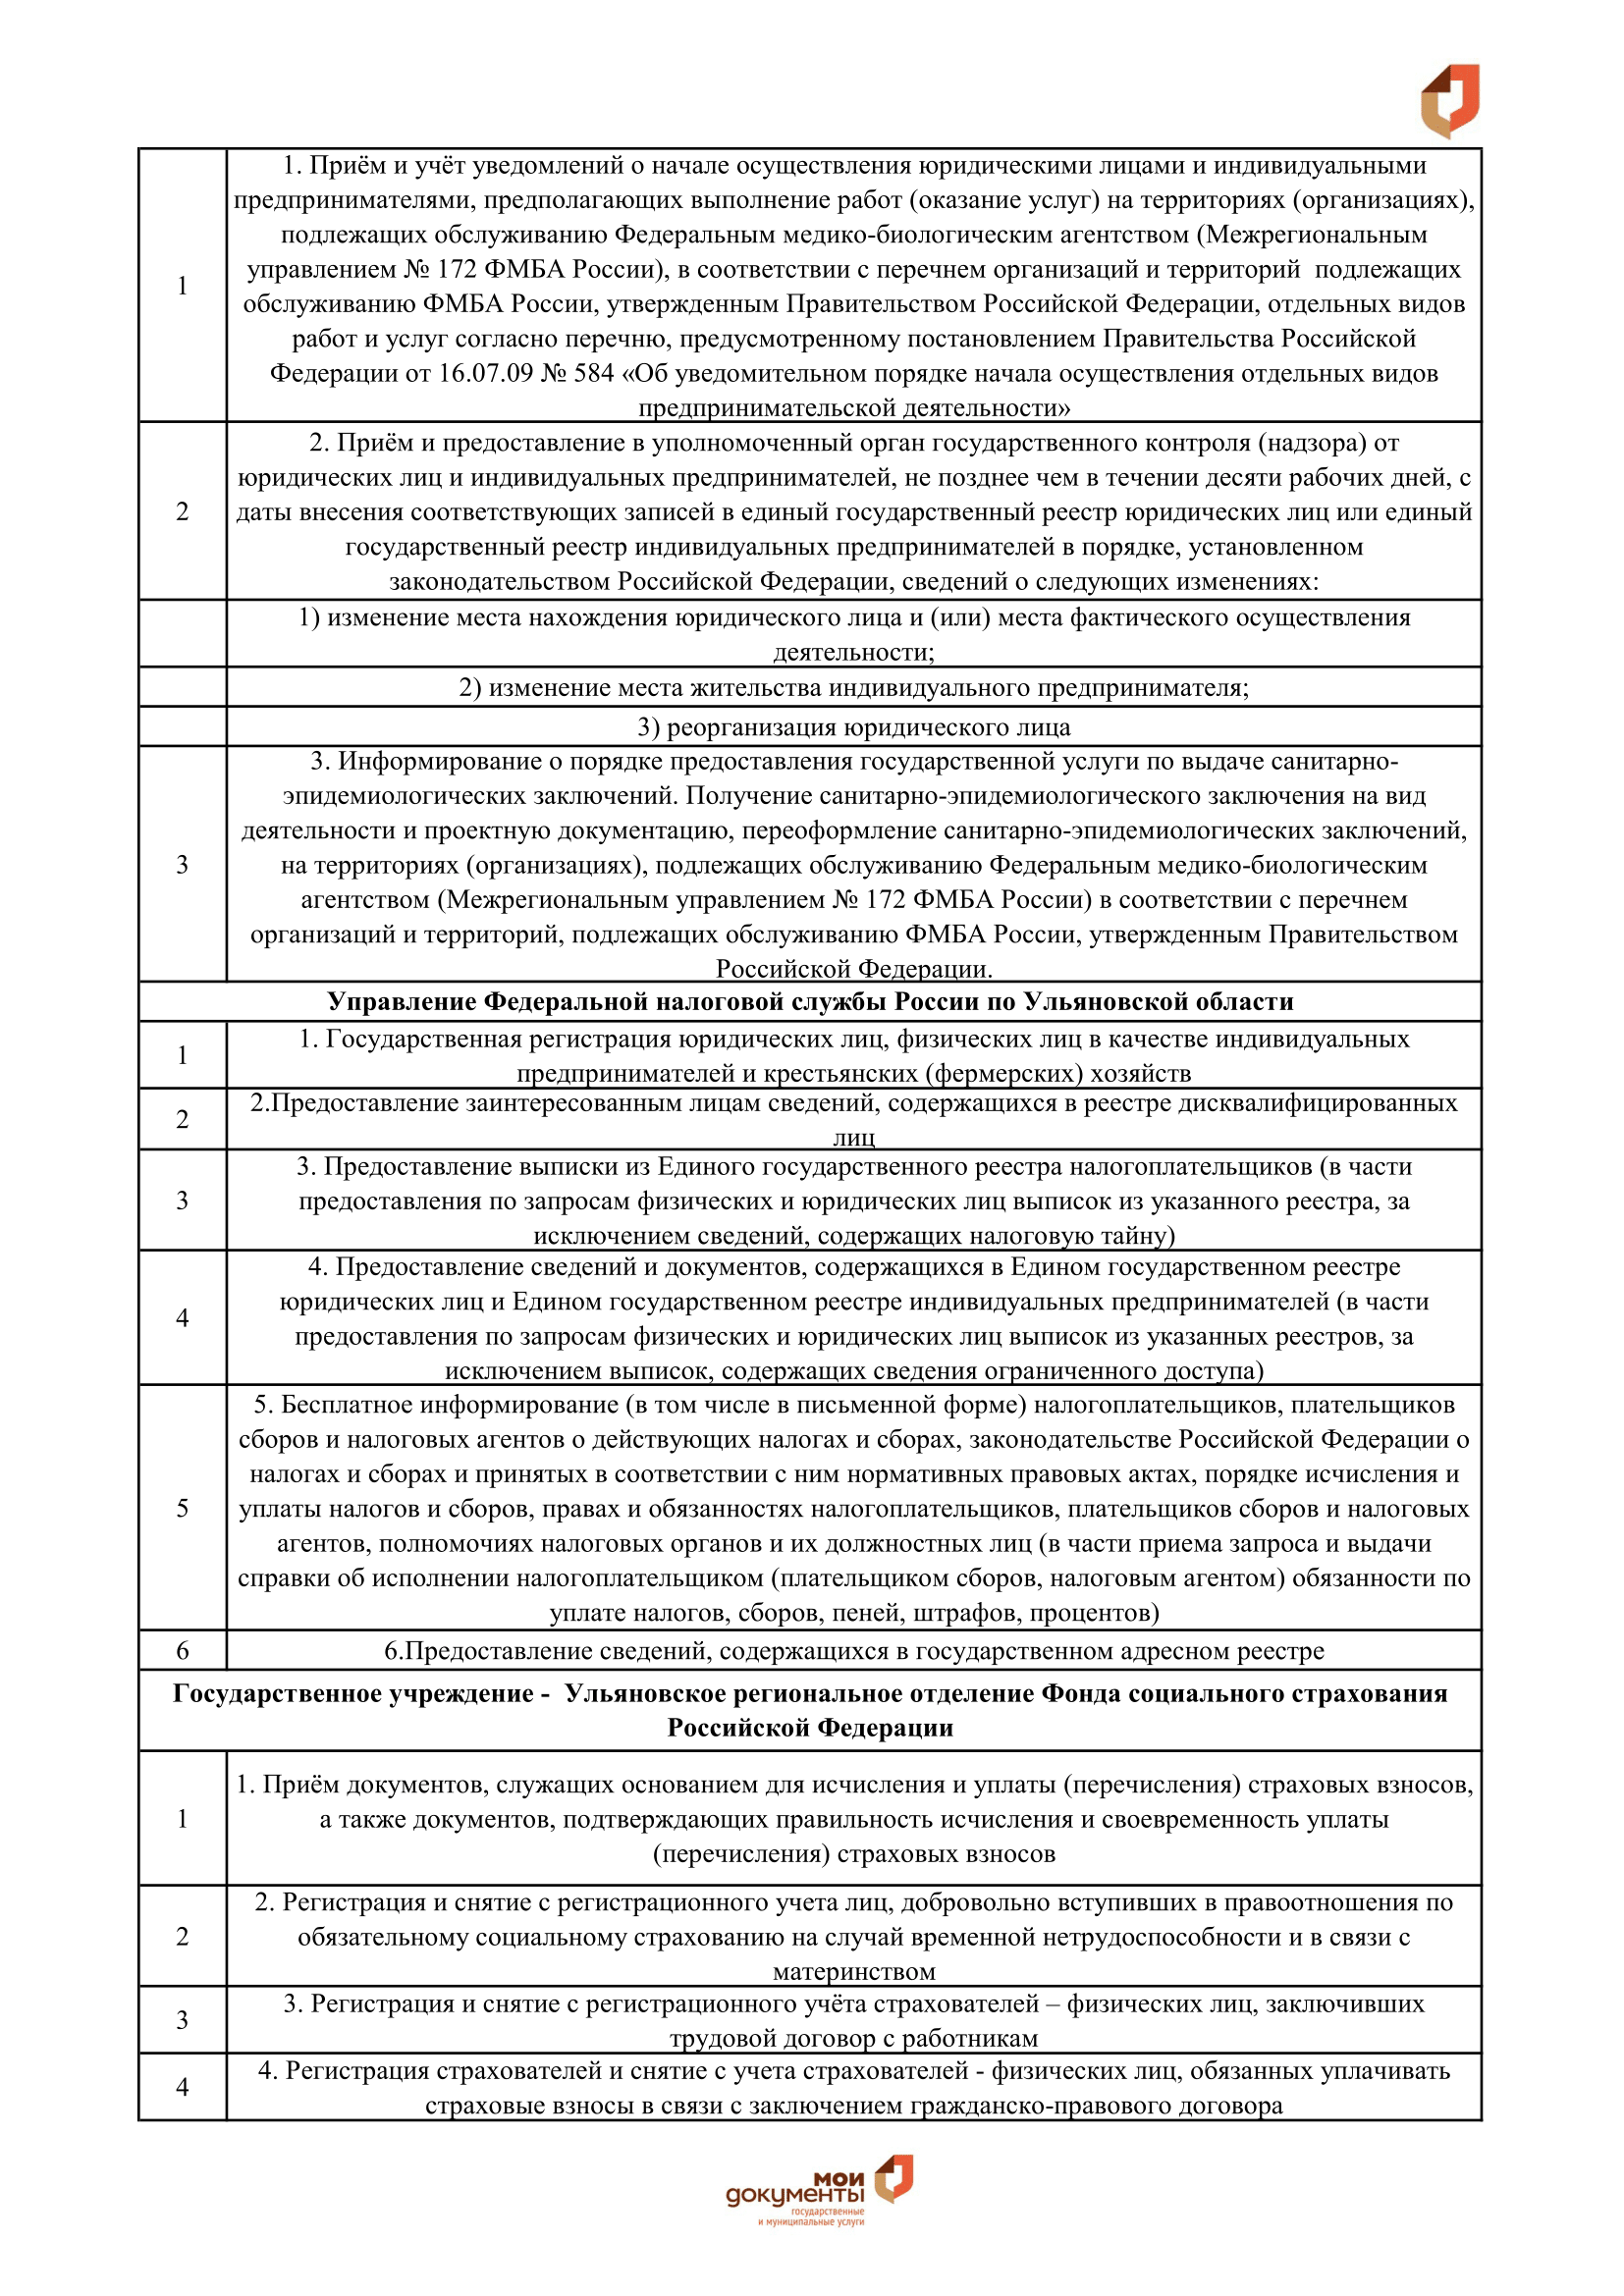 1. Приём и учёт уведомлений о начале осуществления юридическими лицами и индивидуальными
предпринимателями, предполагающих выполнение работ (оказание услуг) на территориях (организациях),
подлежащих обслуживанию Федеральным медико-биологическим агентством (Межрегиональным
1
управлением № 172 ФМБА России), в соответствии с перечнем организаций и территорий  подлежащих
обслуживанию ФМБА России, утвержденным Правительством Российской Федерации, отдельных видов
работ и услуг согласно перечню, предусмотренному постановлением Правительства Российской
Федерации от 16.07.09 № 584 «Об уведомительном порядке начала осуществления отдельных видов
предпринимательской деятельности»
2. Приём и предоставление в уполномоченный орган государственного контроля (надзора) от
юридических лиц и индивидуальных предпринимателей, не позднее чем в течении десяти рабочих дней, с
2
даты внесения соответствующих записей в единый государственный реестр юридических лиц или единый
государственный реестр индивидуальных предпринимателей в порядке, установленном
законодательством Российской Федерации, сведений о следующих изменениях:
1) изменение места нахождения юридического лица и (или) места фактического осуществления
деятельности;
2) изменение места жительства индивидуального предпринимателя;
3) реорганизация юридического лица
3. Информирование о порядке предоставления государственной услуги по выдаче санитарно-
эпидемиологических заключений. Получение санитарно-эпидемиологического заключения на вид
деятельности и проектную документацию, переоформление санитарно-эпидемиологических заключений,
3
на территориях (организациях), подлежащих обслуживанию Федеральным медико-биологическим
агентством (Межрегиональным управлением № 172 ФМБА России) в соответствии с перечнем
организаций и территорий, подлежащих обслуживанию ФМБА России, утвержденным Правительством
Российской Федерации.
Управление Федеральной налоговой службы России по Ульяновской области
1
1. Государственная регистрация юридических лиц, физических лиц в качестве индивидуальных
предпринимателей и крестьянских (фермерских) хозяйств
2
2.Предоставление заинтересованным лицам сведений, содержащихся в реестре дисквалифицированных
лиц
3. Предоставление выписки из Единого государственного реестра налогоплательщиков (в части
3
предоставления по запросам физических и юридических лиц выписок из указанного реестра, за
исключением сведений, содержащих налоговую тайну)
4. Предоставление сведений и документов, содержащихся в Едином государственном реестре
юридических лиц и Едином государственном реестре индивидуальных предпринимателей (в части
4
предоставления по запросам физических и юридических лиц выписок из указанных реестров, за
исключением выписок, содержащих сведения ограниченного доступа)
5. Бесплатное информирование (в том числе в письменной форме) налогоплательщиков, плательщиков
сборов и налоговых агентов о действующих налогах и сборах, законодательстве Российской Федерации о
налогах и сборах и принятых в соответствии с ним нормативных правовых актах, порядке исчисления и
5
уплаты налогов и сборов, правах и обязанностях налогоплательщиков, плательщиков сборов и налоговых
агентов, полномочиях налоговых органов и их должностных лиц (в части приема запроса и выдачи
справки об исполнении налогоплательщиком (плательщиком сборов, налоговым агентом) обязанности по
уплате налогов, сборов, пеней, штрафов, процентов)
6
6.Предоставление сведений, содержащихся в государственном адресном реестре
Государственное учреждение -  Ульяновское региональное отделение Фонда социального страхования
Российской Федерации
1. Приём документов, служащих основанием для исчисления и уплаты (перечисления) страховых взносов,
1
а также документов, подтверждающих правильность исчисления и своевременность уплаты
(перечисления) страховых взносов
2. Регистрация и снятие с регистрационного учета лиц, добровольно вступивших в правоотношения по
2
обязательному социальному страхованию на случай временной нетрудоспособности и в связи с
материнством
3
3. Регистрация и снятие с регистрационного учёта страхователей – физических лиц, заключивших
трудовой договор с работникам
4
4. Регистрация страхователей и снятие с учета страхователей - физических лиц, обязанных уплачивать
страховые взносы в связи с заключением гражданско-правового договора
мои
документы
государственные
и муниципальные услуги